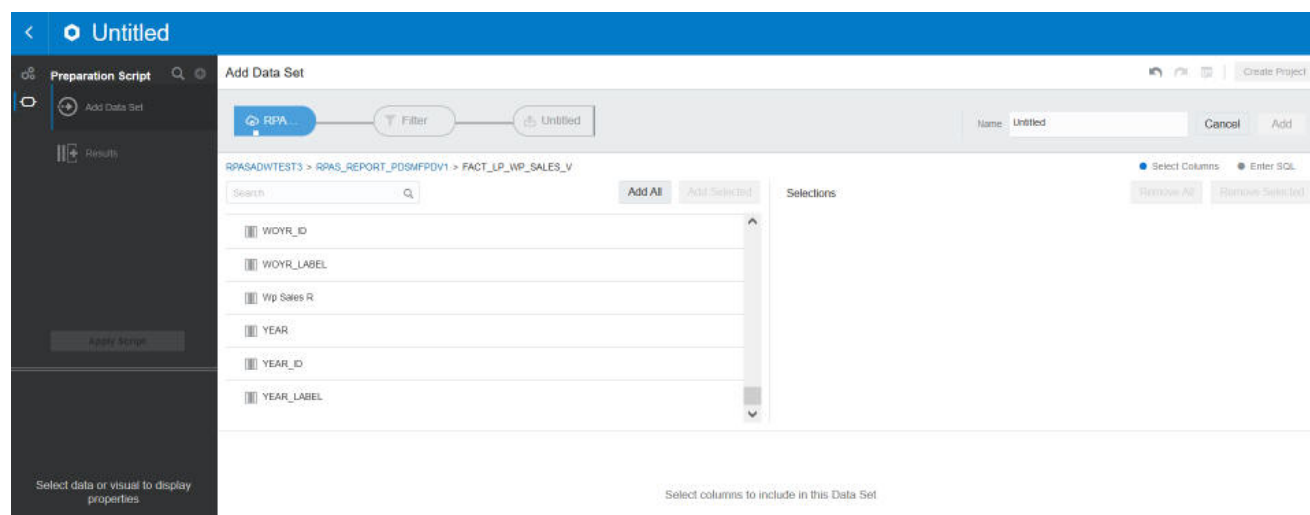 Untitled
Preparation Script
Add Data Set
Results
Apply Script
Select data or visual to display
properties
Add Data Set
Create Project
RPA...
Filter
Untitled
Name Untitled
Cancel Add
RPASADWTEST3 > RPAS_REPORT_PDSMFPDV1 > FACT_LP_WP_SALES_V
Select Columns Enter SQL
Search
Add All Add Selected
Selections
Remove All Remove Selected
WOYR_ID
WOYR_LABEL
Wp Sales R
YEAR
YEAR_ID
YEAR_LABEL
Select columns to include in this Data Set